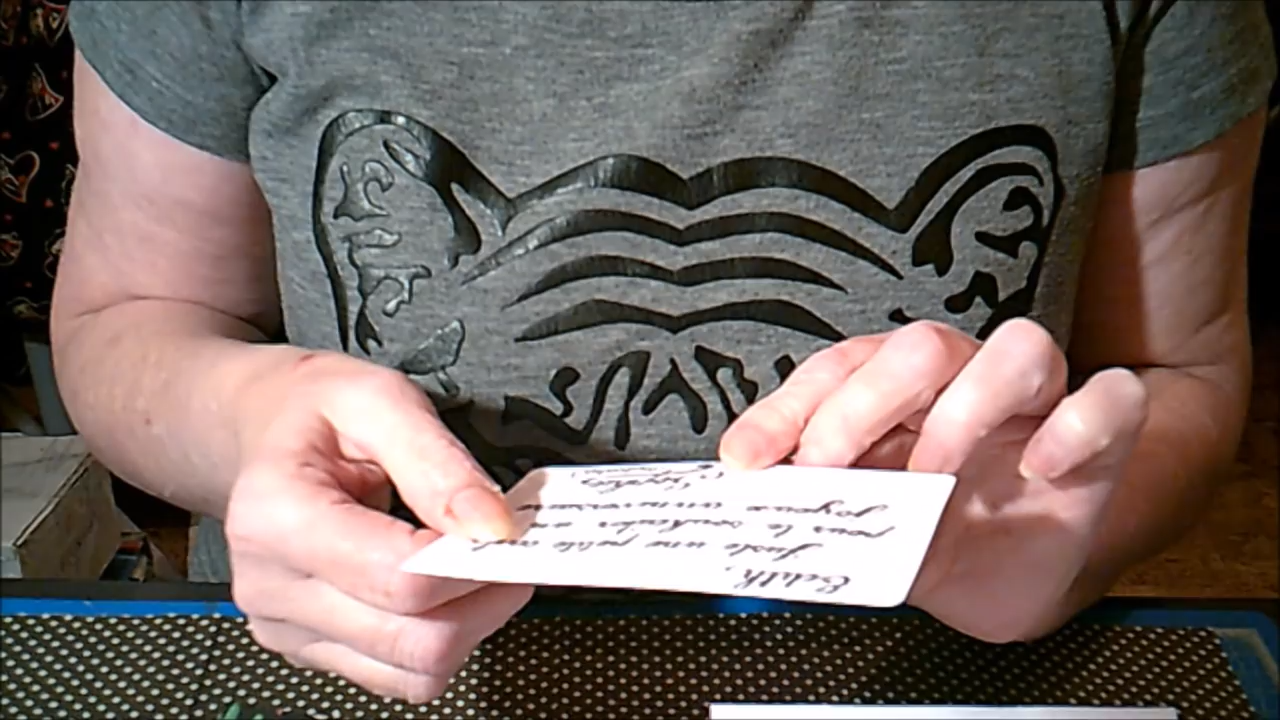 Edith,
Juste une petite
pour te souhaiter un
joyeux anniversaire